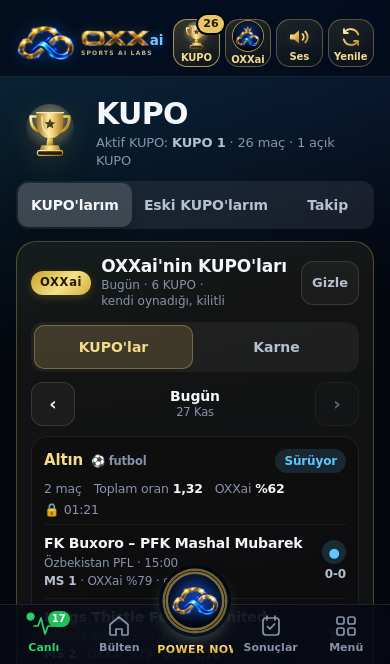 OXXai
SPORTS AI LABS
26
KUPO
OXXai
Ses
Yenile
KUPO
Aktif KUPO: KUPO 1 · 26 maç · 1 açık
KUPO
KUPO'larım
Eski KUPO'larım
Takip
OXXai
OXXai'nin KUPO'ları
Bugün · 6 KUPO ·
kendi oynadığı, kilitli
Gizle
KUPO'lar
Karne
‹
Bugün
27 Kas
›
Altın ⚽ futbol
Sürüyor
2 maç Toplam oran 1,32 OXXai %62
🔒 01:21
FK Buxoro – PFK Mashal Mubarek
Özbekistan PFL · 15:00
MS 1 · OXXai %79 ·
0-0
Thistle
MS 2
17
Canlı
Bülten
POWER NOW
Sonuçlar
Menü